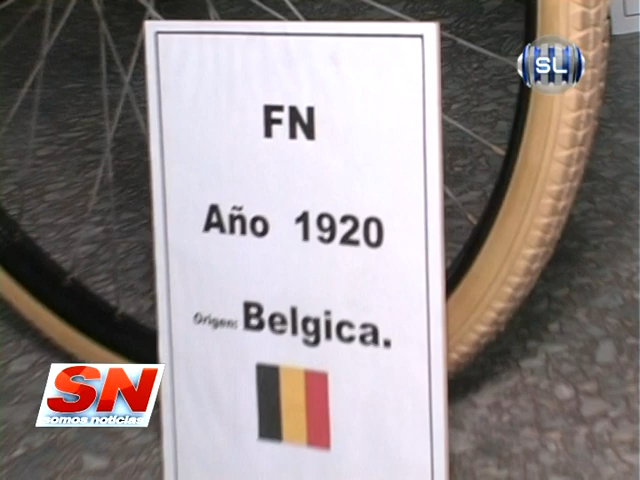 SL
FN
Año 1920
Origen: Belgica.
SN
somos noticias